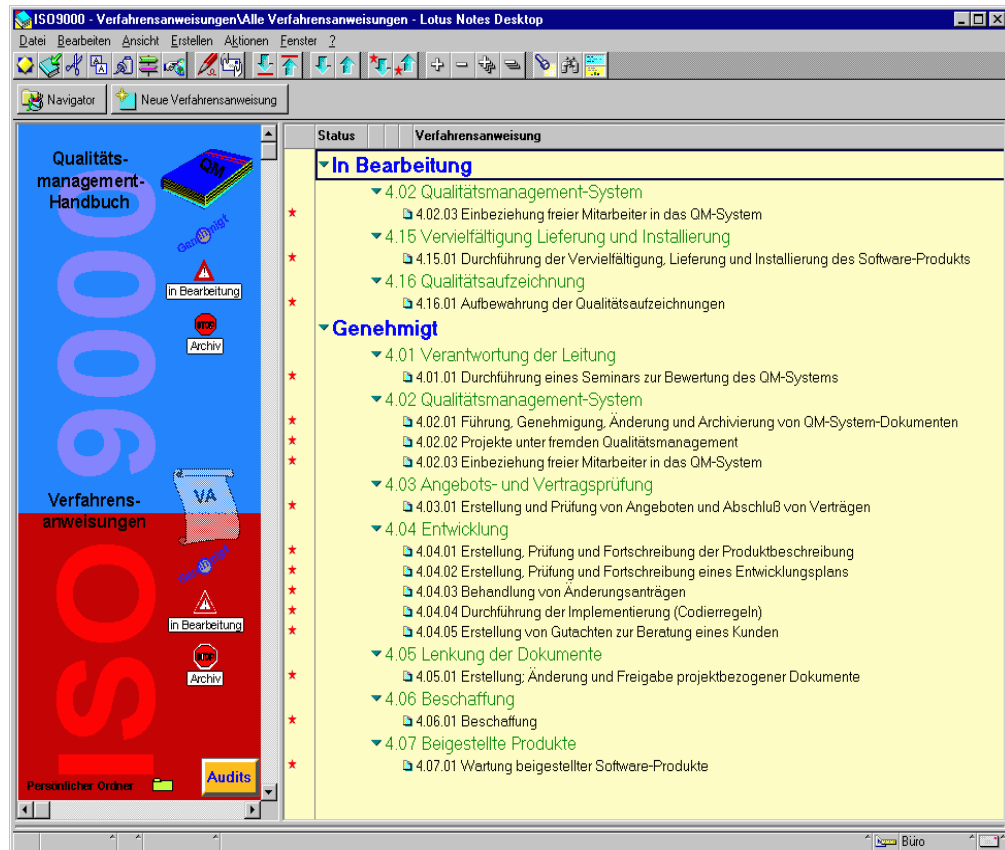 ISO9000 - Verfahrensanweisungen\Alle Verfahrensanweisungen - Lotus Notes Desktop
Datei Bearbeiten Ansicht Erstellen Aktionen Fenster ?
Navigator Neue Verfahrensanweisung
Qualitäts-
management-
Handbuch
QM
Genehmigt
in Bearbeitung
STOP
Archiv
ISO 9000
Verfahrens-
anweisungen
VA
Genehmigt
in Bearbeitung
STOP
Archiv
Persönlicher Ordner
Audits
Status Verfahrensanweisung
In Bearbeitung
4.02 Qualitätsmanagement-System
4.02.03 Einbeziehung freier Mitarbeiter in das QM-System
4.15 Vervielfältigung Lieferung und Installierung
4.15.01 Durchführung der Vervielfältigung, Lieferung und Installierung des Software-Produkts
4.16 Qualitätsaufzeichnung
4.16.01 Aufbewahrung der Qualitätsaufzeichnungen
Genehmigt
4.01 Verantwortung der Leitung
4.01.01 Durchführung eines Seminars zur Bewertung des QM-Systems
4.02 Qualitätsmanagement-System
4.02.01 Führung, Genehmigung, Änderung und Archivierung von QM-System-Dokumenten
4.02.02 Projekte unter fremden Qualitätsmanagement
4.02.03 Einbeziehung freier Mitarbeiter in das QM-System
4.03 Angebots- und Vertragsprüfung
4.03.01 Erstellung und Prüfung von Angeboten und Abschluß von Verträgen
4.04 Entwicklung
4.04.01 Erstellung, Prüfung und Fortschreibung der Produktbeschreibung
4.04.02 Erstellung, Prüfung und Fortschreibung eines Entwicklungsplans
4.04.03 Behandlung von Änderungsanträgen
4.04.04 Durchführung der Implementierung (Codierregeln)
4.04.05 Erstellung von Gutachten zur Beratung eines Kunden
4.05 Lenkung der Dokumente
4.05.01 Erstellung; Änderung und Freigabe projektbezogener Dokumente
4.06 Beschaffung
4.06.01 Beschaffung
4.07 Beigestellte Produkte
4.07.01 Wartung beigestellter Software-Produkte
Büro